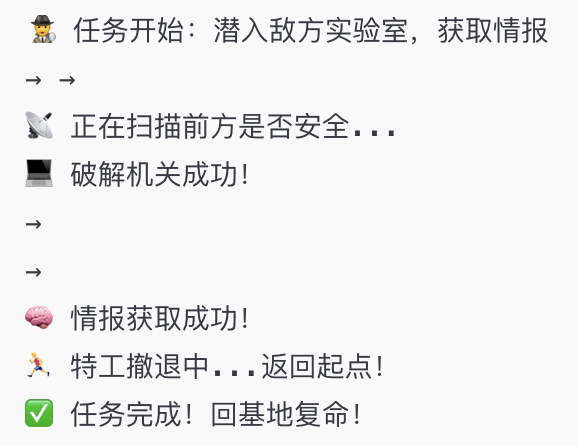 🕵️ 任务开始：潜入敌方实验室，获取情报
→ →
📡 正在扫描前方是否安全...
💻 破解机关成功！
→
→
🧠 情报获取成功！
🏃 特工撤退中...返回起点！
✅ 任务完成！回基地复命！